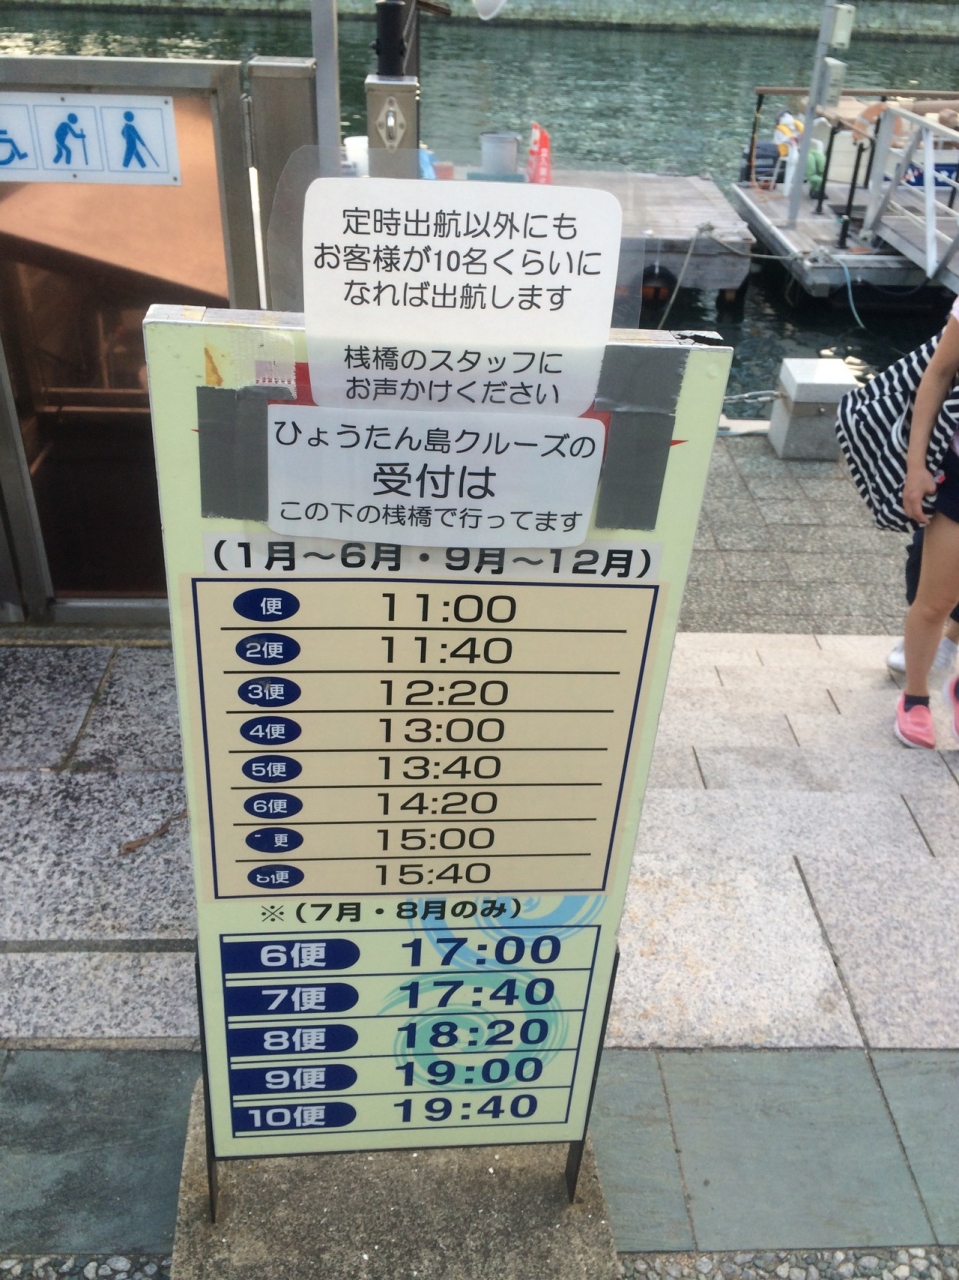 定時出航以外にも
お客様が10名くらいに
なれば出航します
桟橋のスタッフに
お声かけください
ひょうたん島クルーズの
受付は
この下の桟橋で行ってます
(1月～6月・9月～12月)
便 11:00
2便 11:40
3便 12:20
4便 13:00
5便 13:40
6便 14:20
便 15:00
8便 15:40
※(7月・8月のみ)
6便 17:00
7便 17:40
8便 18:20
9便 19:00
10便 19:40